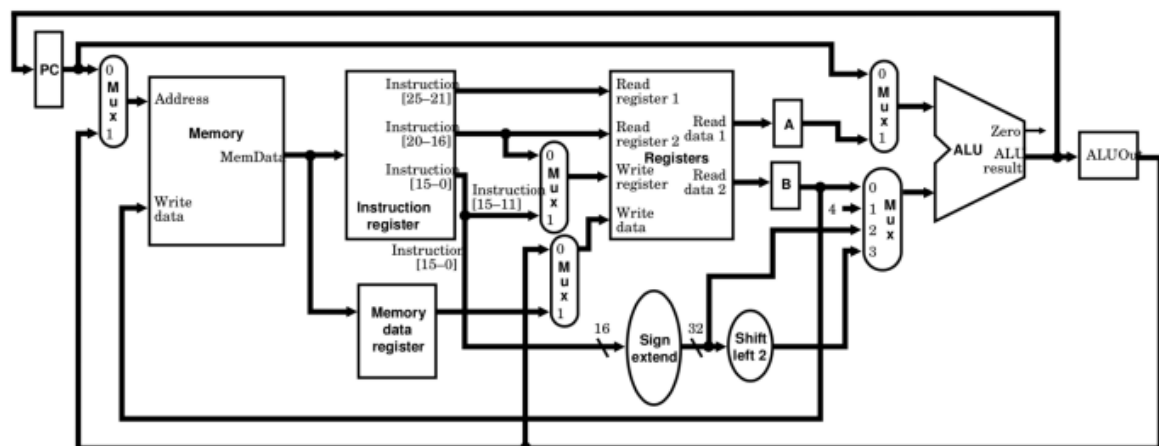 PC
0
M
u
x
1
Address
Memory
MemData
Write
data
Instruction
[25–21]
Instruction
[20–16]
Instruction
[15–0]
Instruction
register
Instruction
[15–11]
Instruction
[15–0]
Memory
data
register
0
M
u
x
1
0
M
u
x
1
Read
register 1
Read
register 2
Registers
Write
register
Write
data
Read
data 1
Read
data 2
16
Sign
extend
32
Shift
left 2
A
B
4
0
M
u
x
1
0
1
2
3
M
u
x
Zero
ALU
ALU
result
ALUOut